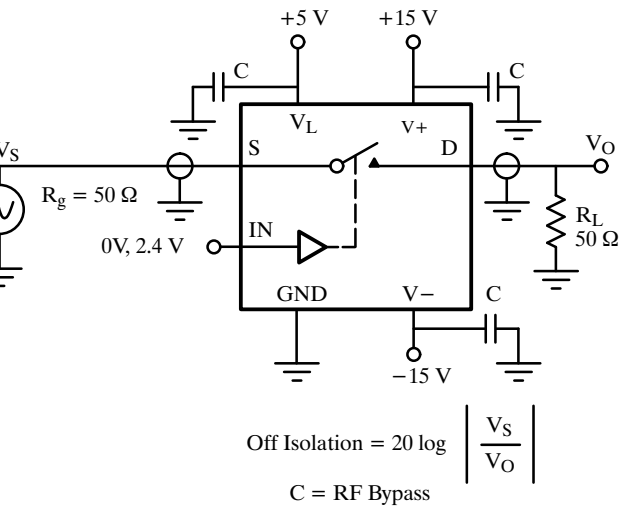 +5 V
+15 V
C
C
V_L
V+
S
D
V_S
V_O
R_g = 50 Ω
R_L
50 Ω
0V, 2.4 V
IN
GND
V−
C
−15 V
Off Isolation = 20 log |V_S / V_O|
C = RF Bypass